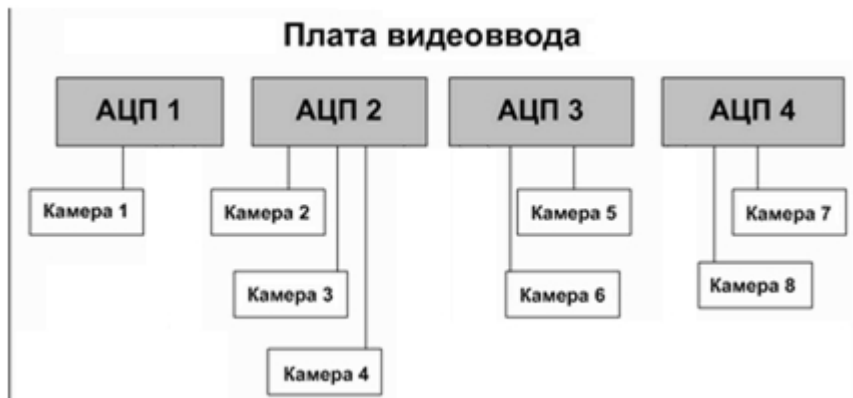 Плата видеоввода
АЦП 1
АЦП 2
АЦП 3
АЦП 4
Камера 1
Камера 2
Камера 5
Камера 7
Камера 3
Камера 6
Камера 8
Камера 4